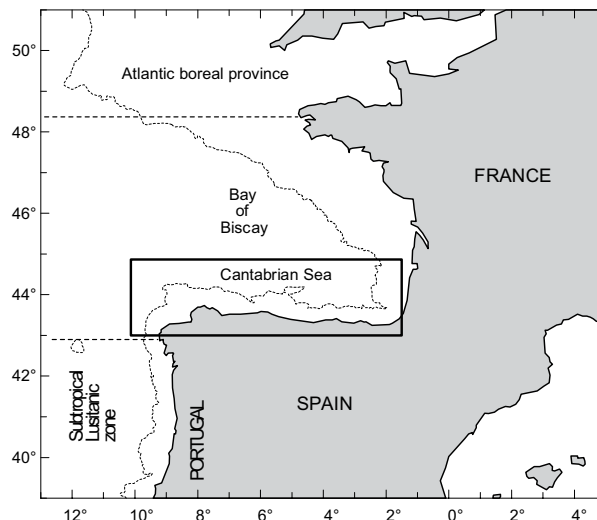 50°
48°
46°
44°
42°
40°
Atlantic boreal province
FRANCE
Bay
of
Biscay
Cantabrian Sea
Subtropical
Lusitanic
zone
PORTUGAL
SPAIN
12° 10° 8° 6° 4° 2° 0° 2° 4°